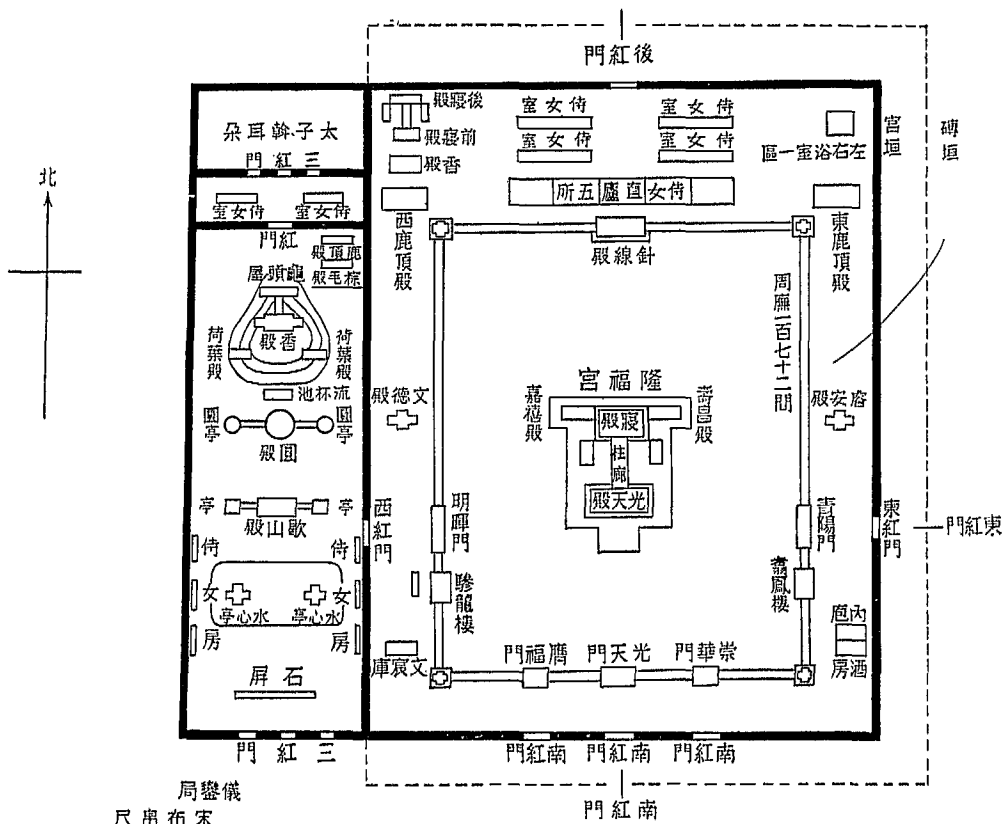 後紅門
後寢殿
前寢殿
香殿
侍女室
侍女室
侍女室
侍女室
侍女直廬五所
左右浴室一區
宮垣
磚垣
北
太子斡耳朵
三紅門
侍女室
侍女室
紅門
鹿頂殿
棕毛殿
龜頭屋
香殿
荷葉殿
荷葉殿
流杯池
圓亭
圓亭
圓殿
亭
亭
歇山殿
侍女房
侍女房
水心亭
水心亭
石屏
三紅門
西鹿頂殿
東鹿頂殿
針線殿
周廡一百七十二間
文德殿
隆福宮
壽昌殿
嘉禧殿
寢殿
柱廊
光天殿
西紅門
明暉門
青陽門
東紅門
東紅門
驂龍樓
翥鳳樓
內庖
酒房
文宸庫
崇華門
光天門
膺福門
南紅門
南紅門
南紅門
南紅門
儀鑾局
宋布帛尺